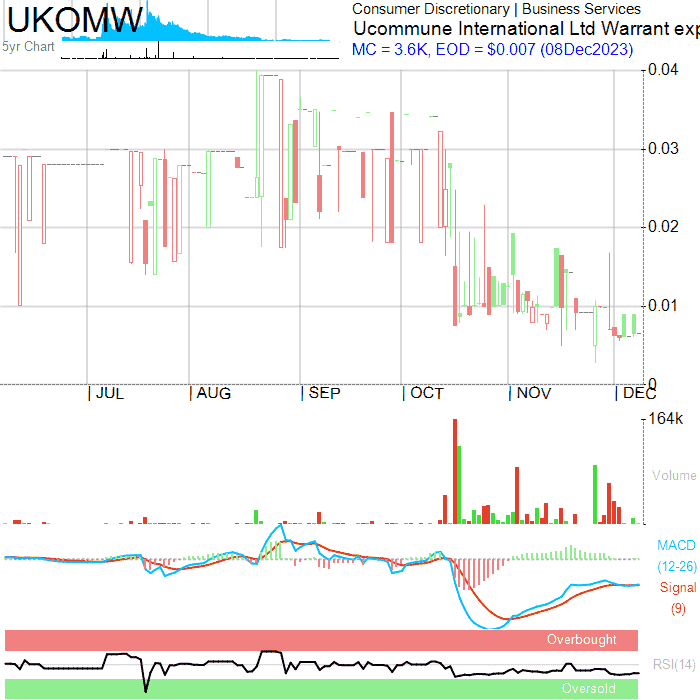 UKOMW
5yr Chart
Consumer Discretionary | Business Services
Ucommune International Ltd Warrant exp
MC = 3.6K, EOD = $0.007 (08Dec2023)
0.04
0.03
0.02
0.01
0
| JUL | AUG | SEP | OCT | NOV | DEC
164k
Volume
MACD
(12-26)
Signal
(9)
Overbought
RSI(14)
Oversold